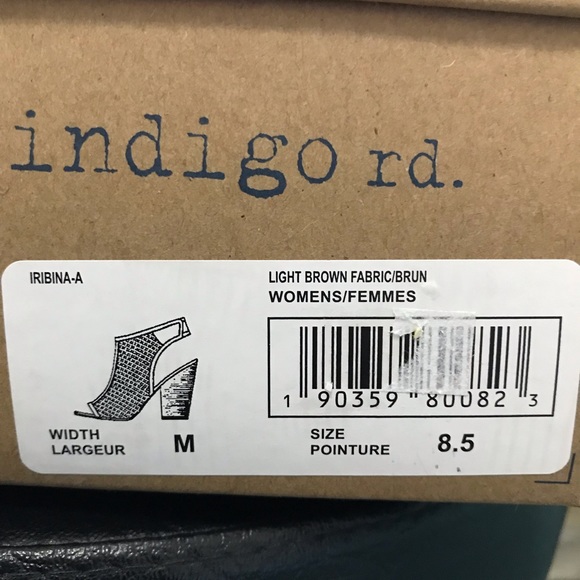 indigo rd.
IRIBINA-A
LIGHT BROWN FABRIC/BRUN
WOMENS/FEMMES
1 90359 80082 3
WIDTH
LARGEUR
M
SIZE
POINTURE
8.5